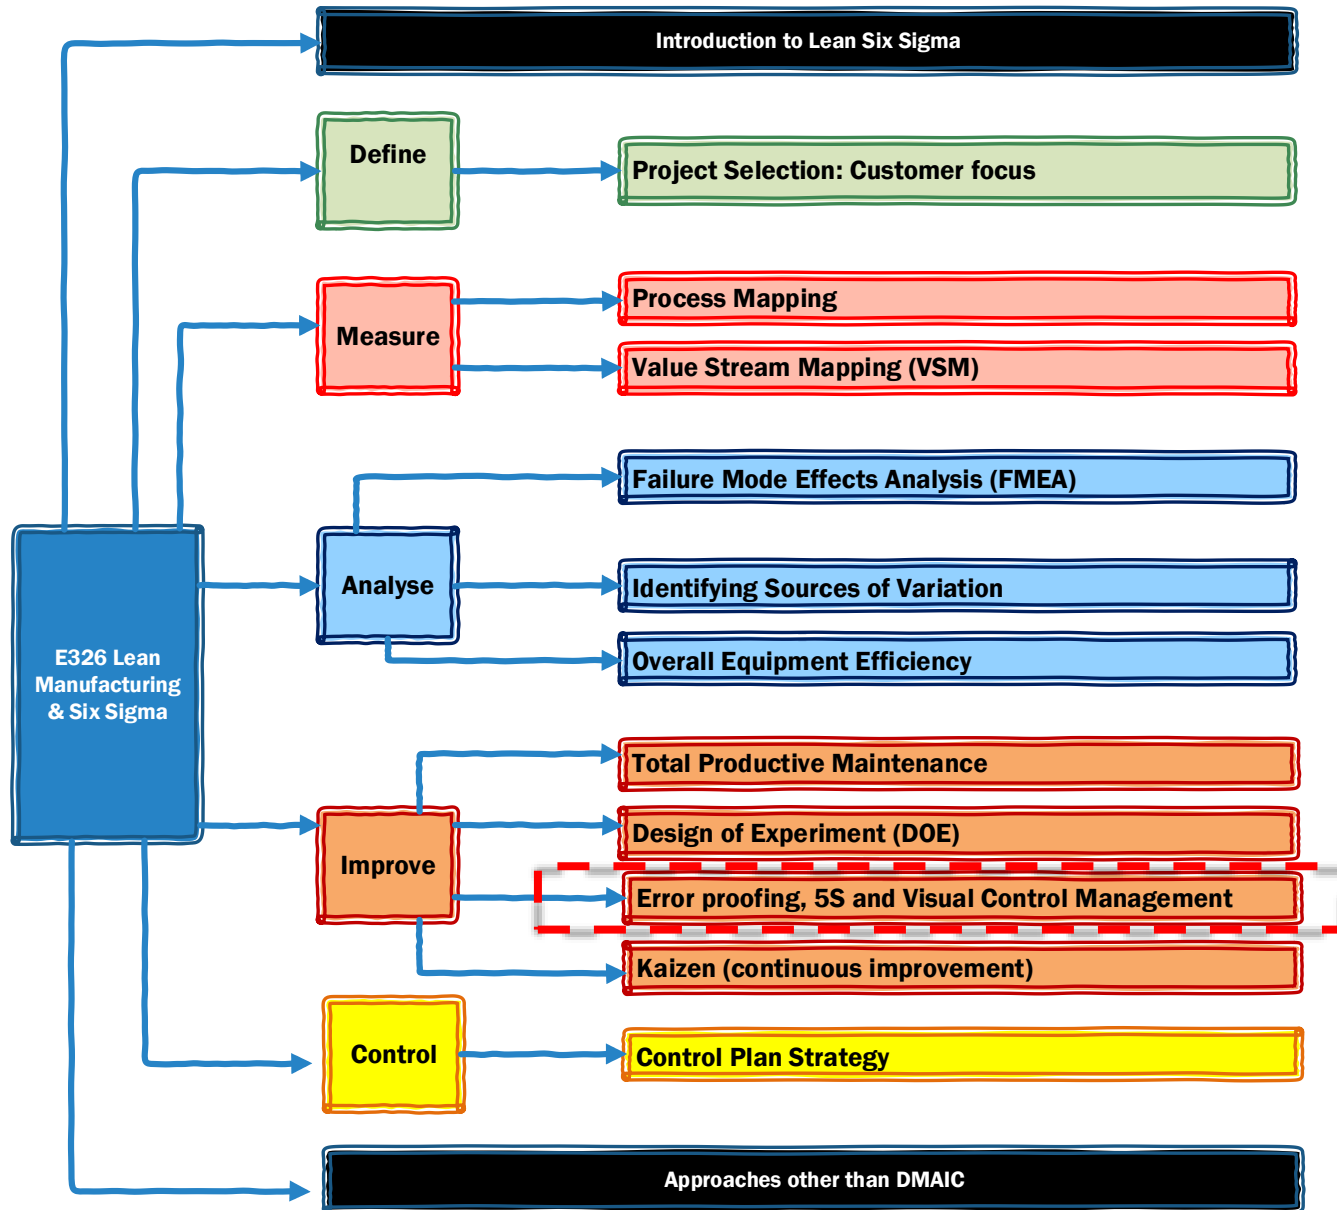 Introduction to Lean Six Sigma
Define
Project Selection: Customer focus
Measure
Process Mapping
Value Stream Mapping (VSM)
Failure Mode Effects Analysis (FMEA)
Analyse
Identifying Sources of Variation
Overall Equipment Efficiency
E326 Lean
Manufacturing
& Six Sigma
Total Productive Maintenance
Design of Experiment (DOE)
Improve
Error proofing, 5S and Visual Control Management
Kaizen (continuous improvement)
Control
Control Plan Strategy
Approaches other than DMAIC